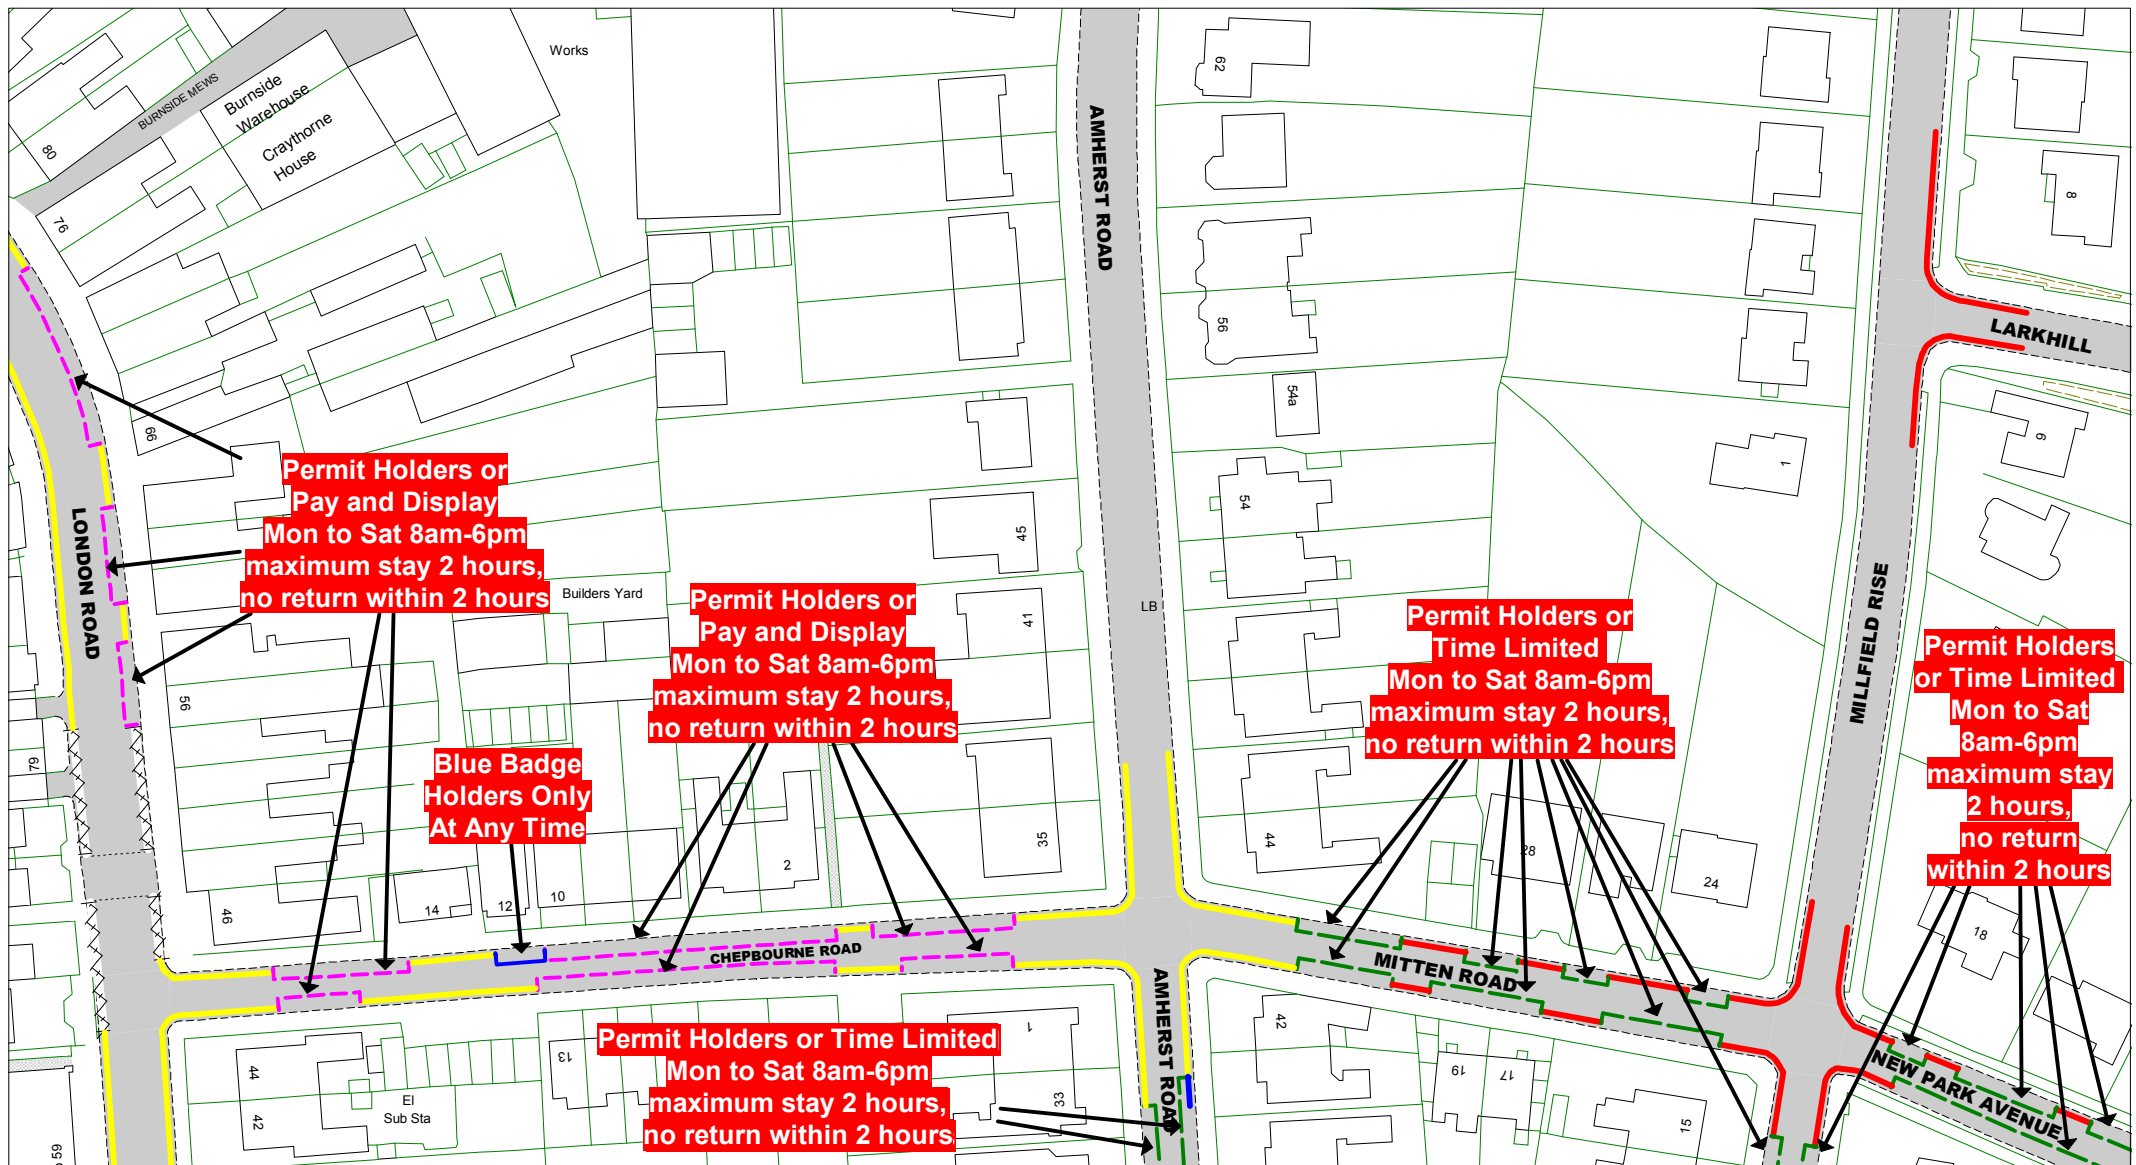 Works
BURNSIDE MEWS
Burnside
Warehouse
Craythorne
House
80
76
66
62
AMHERST ROAD
8
56
LARKHILL
54a
9
1
54
Permit Holders or
Pay and Display
Mon to Sat 8am-6pm
maximum stay 2 hours,
no return within 2 hours
LONDON ROAD
45
Builders Yard
41
LB
MILLFIELD RISE
Permit Holders or
Pay and Display
Mon to Sat 8am-6pm
maximum stay 2 hours,
no return within 2 hours
Permit Holders or
Time Limited
Mon to Sat 8am-6pm
maximum stay 2 hours,
no return within 2 hours
Permit Holders
or Time Limited
Mon to Sat
8am-6pm
maximum stay
2 hours,
no return
within 2 hours
56
79
Blue Badge
Holders Only
At Any Time
2
35
44
28
24
18
46
14
12
10
CHEPBOURNE ROAD
MITTEN ROAD
AMHERST ROAD
NEW PARK AVENUE
44
42
El
Sub Sta
13
1
33
42
19
17
15
59
Permit Holders or Time Limited
Mon to Sat 8am-6pm
maximum stay 2 hours,
no return within 2 hours